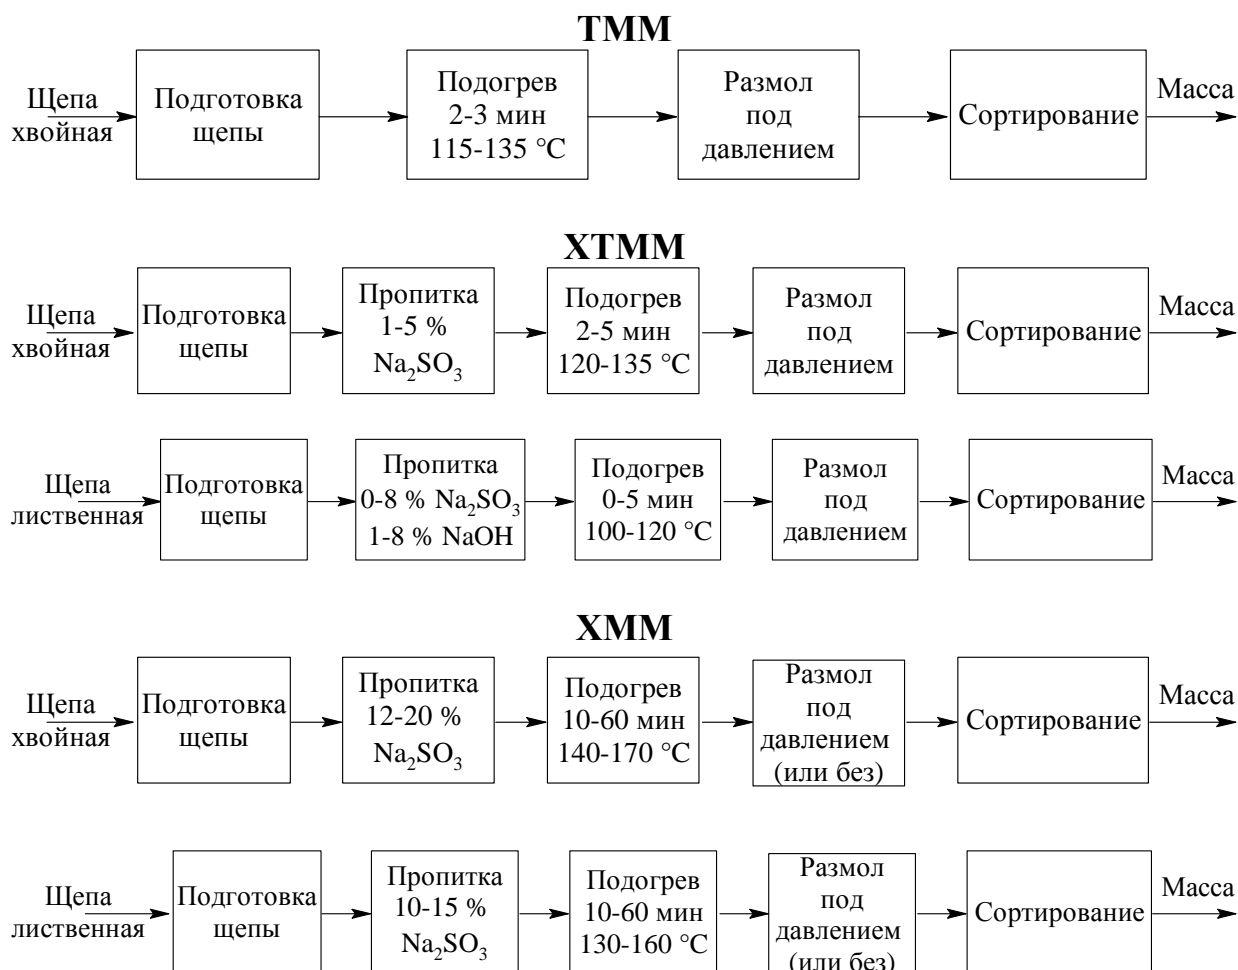 ТММ
Щепа
хвойная
Подготовка
щепы
Подогрев
2-3 мин
115-135 °C
Размол
под
давлением
Сортирование
Масса
ХТММ
Щепа
хвойная
Подготовка
щепы
Пропитка
1-5 %
Na₂SO₃
Подогрев
2-5 мин
120-135 °C
Размол
под
давлением
Сортирование
Масса
Щепа
лиственная
Подготовка
щепы
Пропитка
0-8 % Na₂SO₃
1-8 % NaOH
Подогрев
0-5 мин
100-120 °C
Размол
под
давлением
Сортирование
Масса
ХММ
Щепа
хвойная
Подготовка
щепы
Пропитка
12-20 %
Na₂SO₃
Подогрев
10-60 мин
140-170 °C
Размол
под
давлением
(или без)
Сортирование
Масса
Щепа
лиственная
Подготовка
щепы
Пропитка
10-15 %
Na₂SO₃
Подогрев
10-60 мин
130-160 °C
Размол
под
давлением
(или без)
Сортирование
Масса